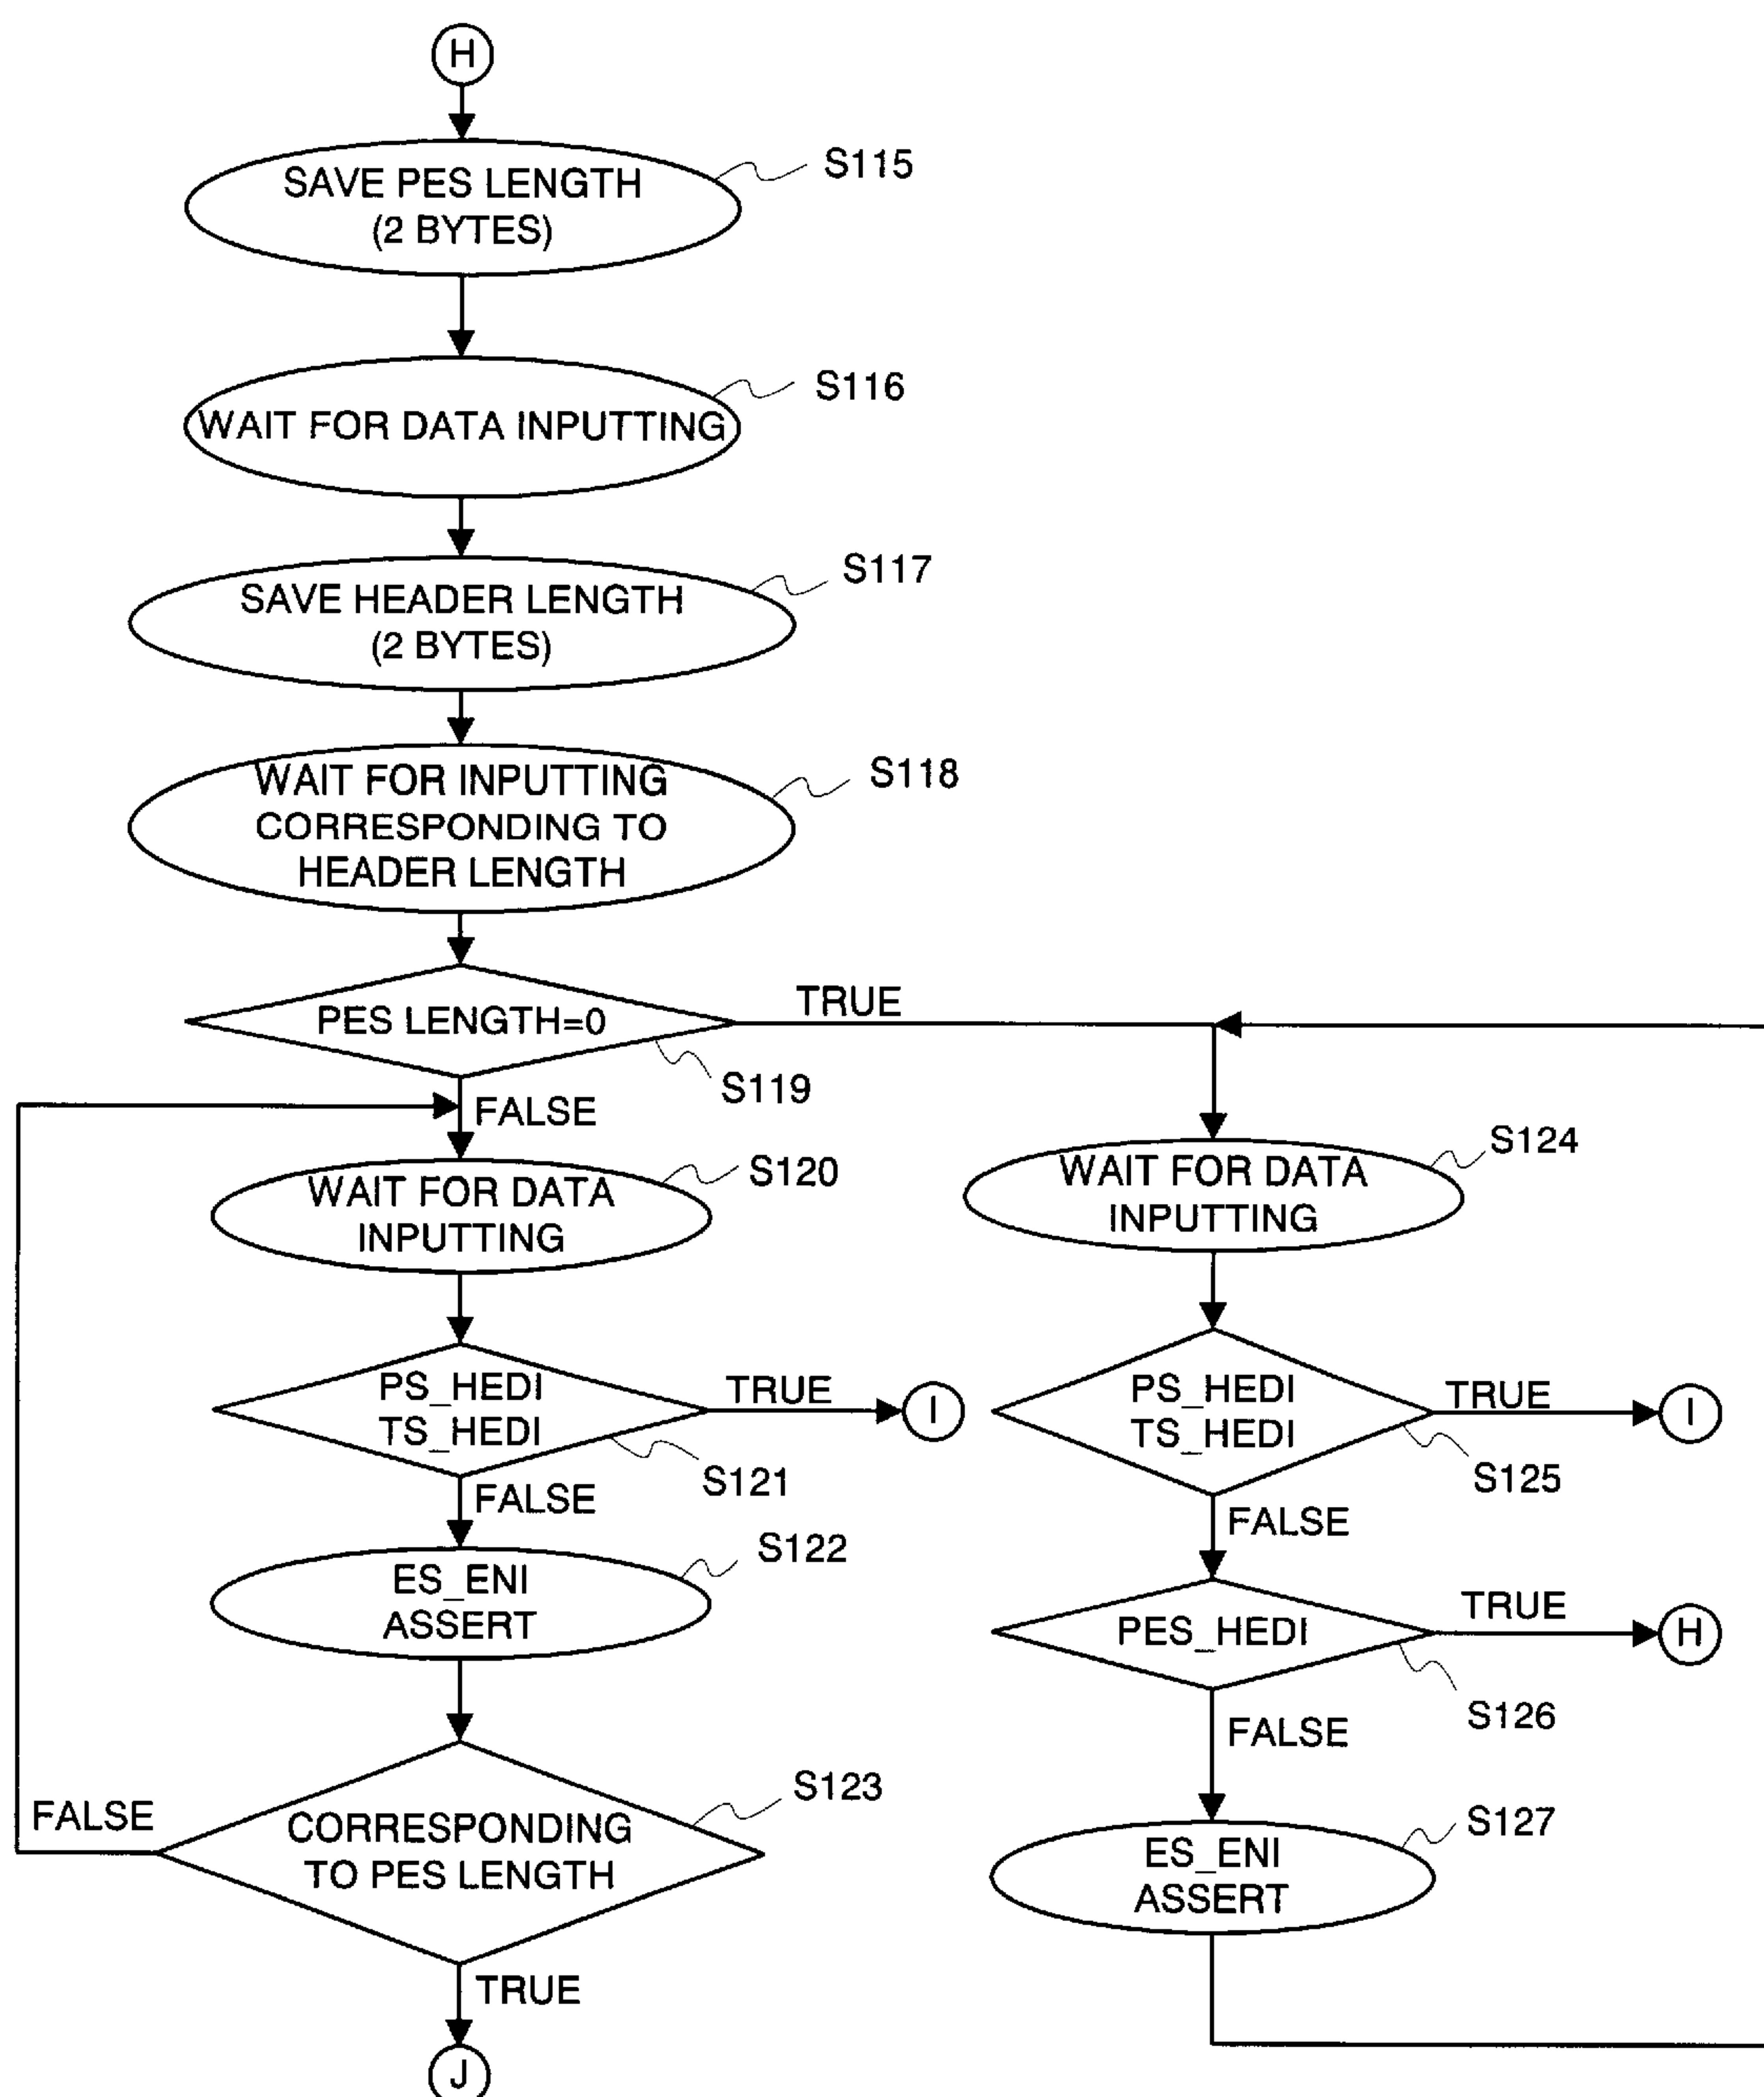 H
SAVE PES LENGTH
(2 BYTES)
S115
WAIT FOR DATA INPUTTING
S116
SAVE HEADER LENGTH
(2 BYTES)
S117
WAIT FOR INPUTTING
CORRESPONDING TO
HEADER LENGTH
S118
PES LENGTH=0
TRUE
S119
FALSE
WAIT FOR DATA
INPUTTING
S120
PS_HEDI
TS_HEDI
TRUE
I
S121
FALSE
ES_ENI
ASSERT
S122
CORRESPONDING
TO PES LENGTH
S123
FALSE
TRUE
J
WAIT FOR DATA
INPUTTING
S124
PS_HEDI
TS_HEDI
TRUE
I
S125
FALSE
PES_HEDI
TRUE
H
S126
FALSE
ES_ENI
ASSERT
S127